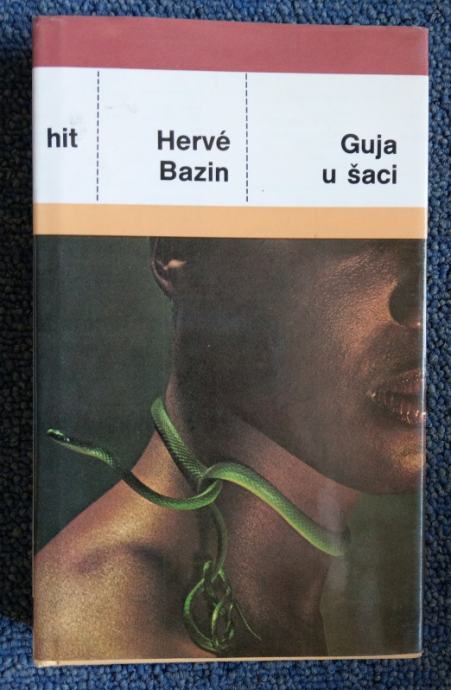 hit
Hervé
Bazin
Guja
u šaci